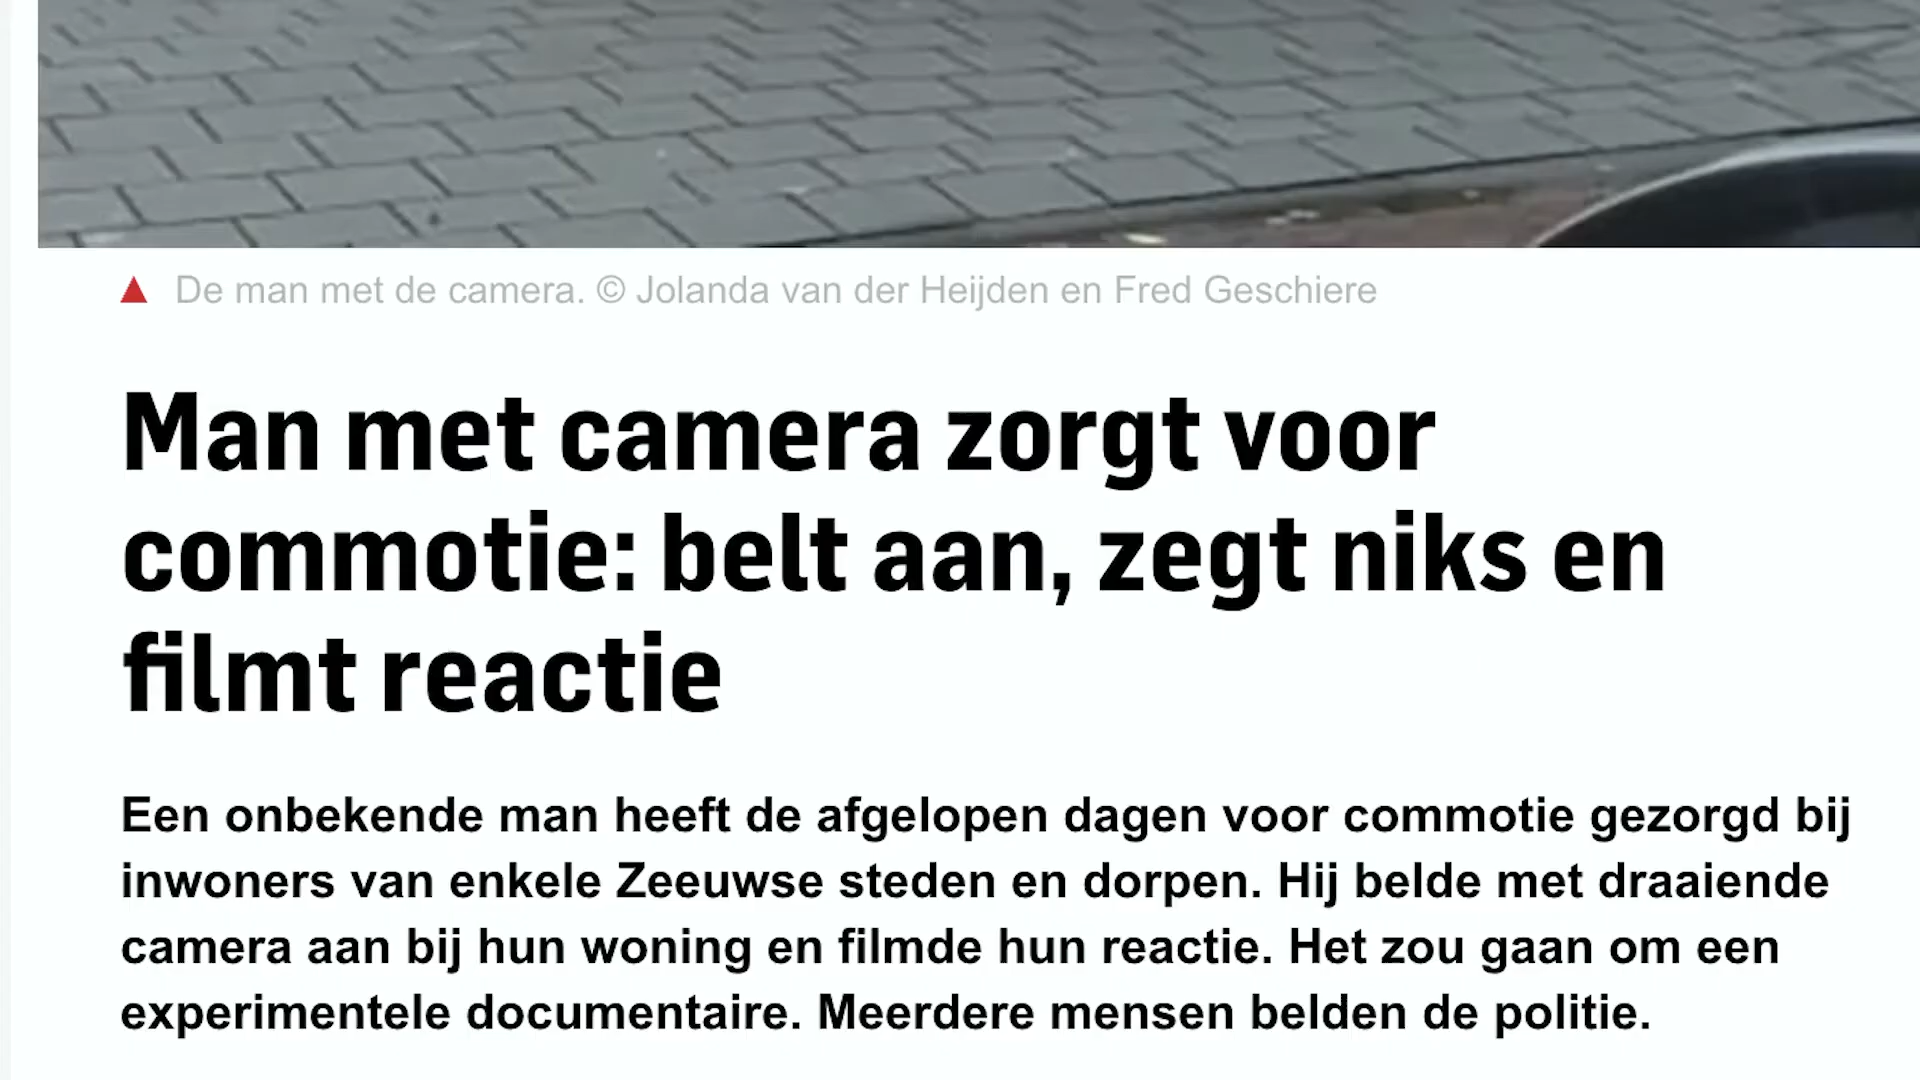 De man met de camera. © Jolanda van der Heijden en Fred Geschiere
Man met camera zorgt voor
commotie: belt aan, zegt niks en
filmt reactie
Een onbekende man heeft de afgelopen dagen voor commotie gezorgd bij
inwoners van enkele Zeeuwse steden en dorpen. Hij belde met draaiende
camera aan bij hun woning en filmde hun reactie. Het zou gaan om een
experimentele documentaire. Meerdere mensen belden de politie.